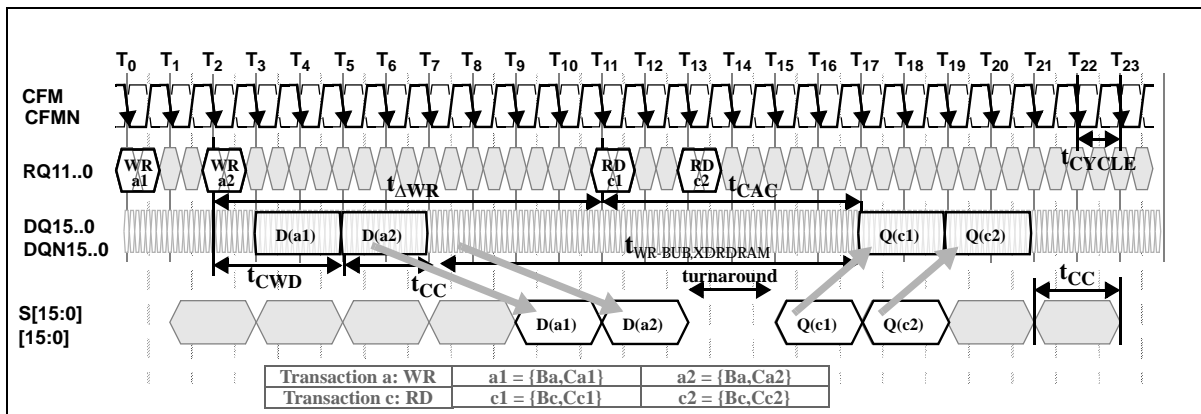 T0 T1 T2 T3 T4 T5 T6 T7 T8 T9 T10 T11 T12 T13 T14 T15 T16 T17 T18 T19 T20 T21 T22 T23
CFM
CFMN
tCYCLE
RQ11..0
WR a1
WR a2
RD c1
RD c2
tΔWR
tCAC
DQ15..0
DQN15..0
D(a1)
D(a2)
Q(c1)
Q(c2)
tWR-BUB,XDRDRAM
tCWD
tCC
turnaround
tCC
S[15:0]
[15:0]
D(a1)
D(a2)
Q(c1)
Q(c2)
Transaction a: WR a1 = {Ba,Ca1} a2 = {Ba,Ca2}
Transaction c: RD c1 = {Bc,Cc1} c2 = {Bc,Cc2}